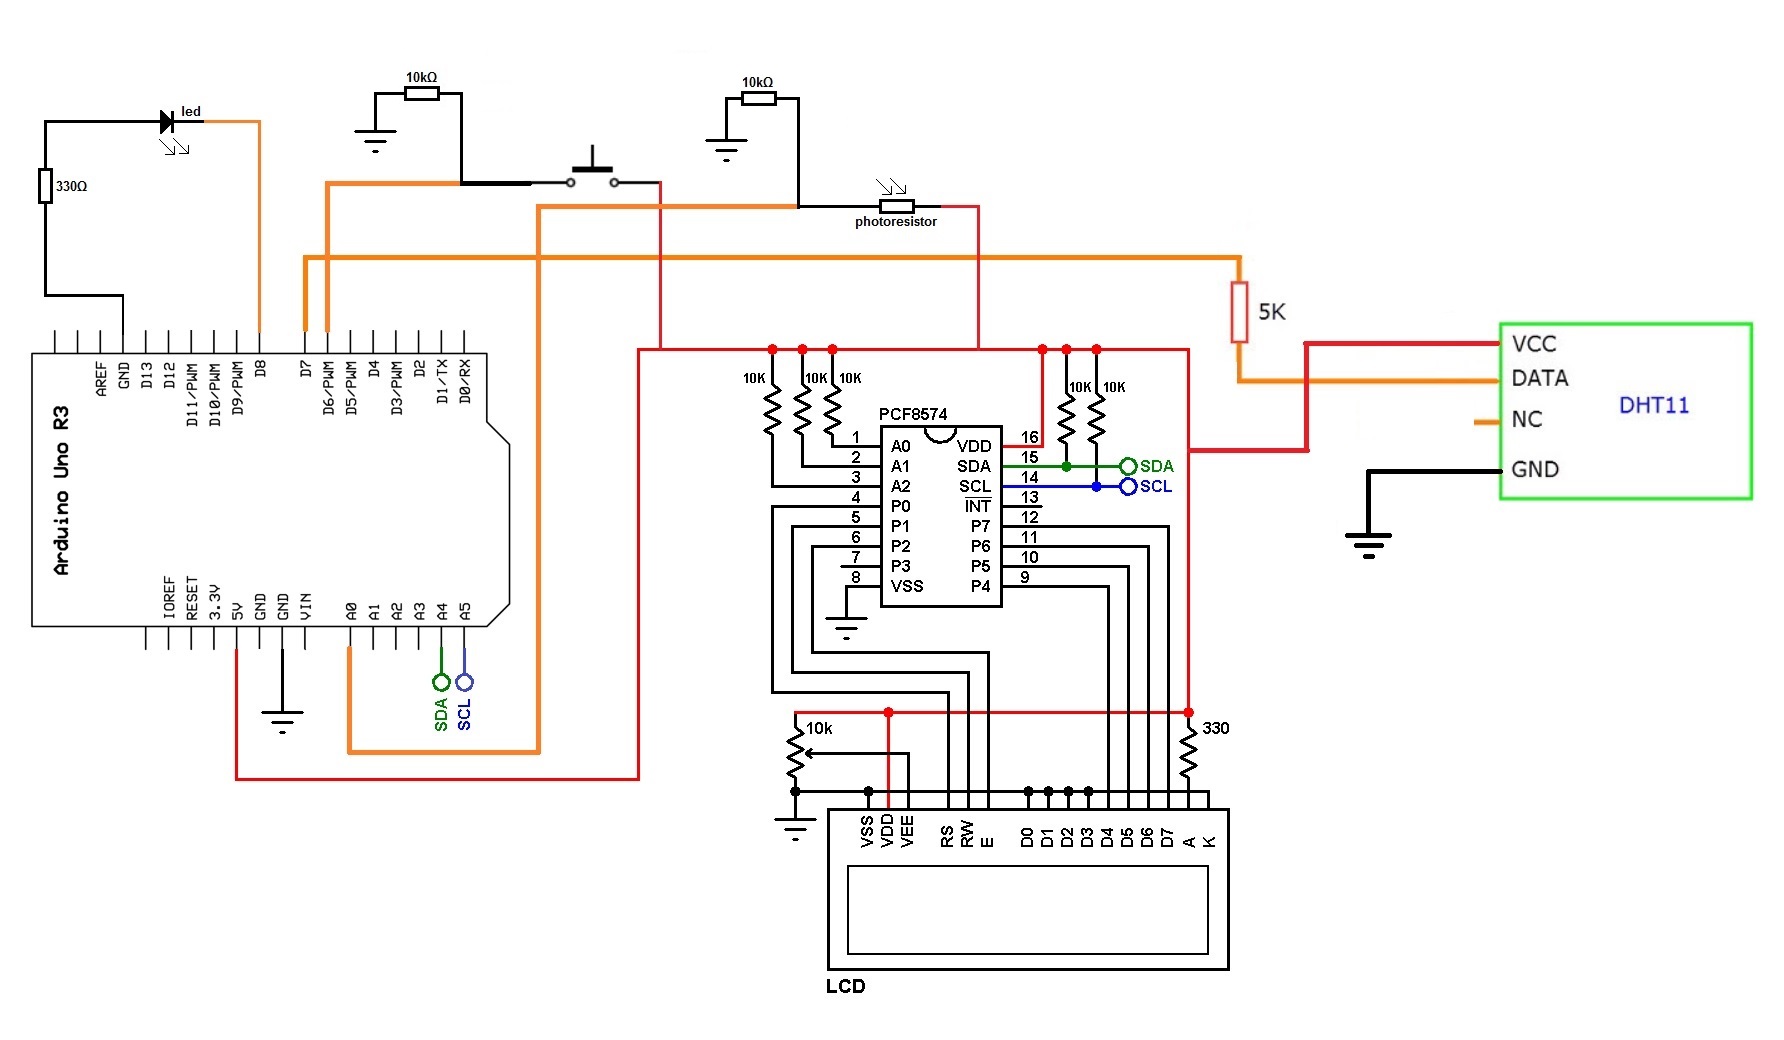 10kΩ
10kΩ
led
330Ω
photoresistor
5K
AREF
GND
D13
D12
D11/PWM
D10/PWM
D9/PWM
D8
D7
D6/PWM
D5/PWM
D4
D3/PWM
D2
D1/TX
D0/RX
Arduino Uno R3
IOREF
RESET
3.3V
5V
GND
GND
VIN
A0
A1
A2
A3
A4
A5
SDA
SCL
10K
10K
10K
10K
10K
PCF8574
1 A0 VDD 16
2 A1 SDA 15 SDA
3 A2 SCL 14 SCL
4 P0 INT 13
5 P1 P7 12
6 P2 P6 11
7 P3 P5 10
8 VSS P4 9
VCC
DATA
DHT11
NC
GND
10k
330
VSS
VDD
VEE
RS
RW
E
D0
D1
D2
D3
D4
D5
D6
D7
A
K
LCD